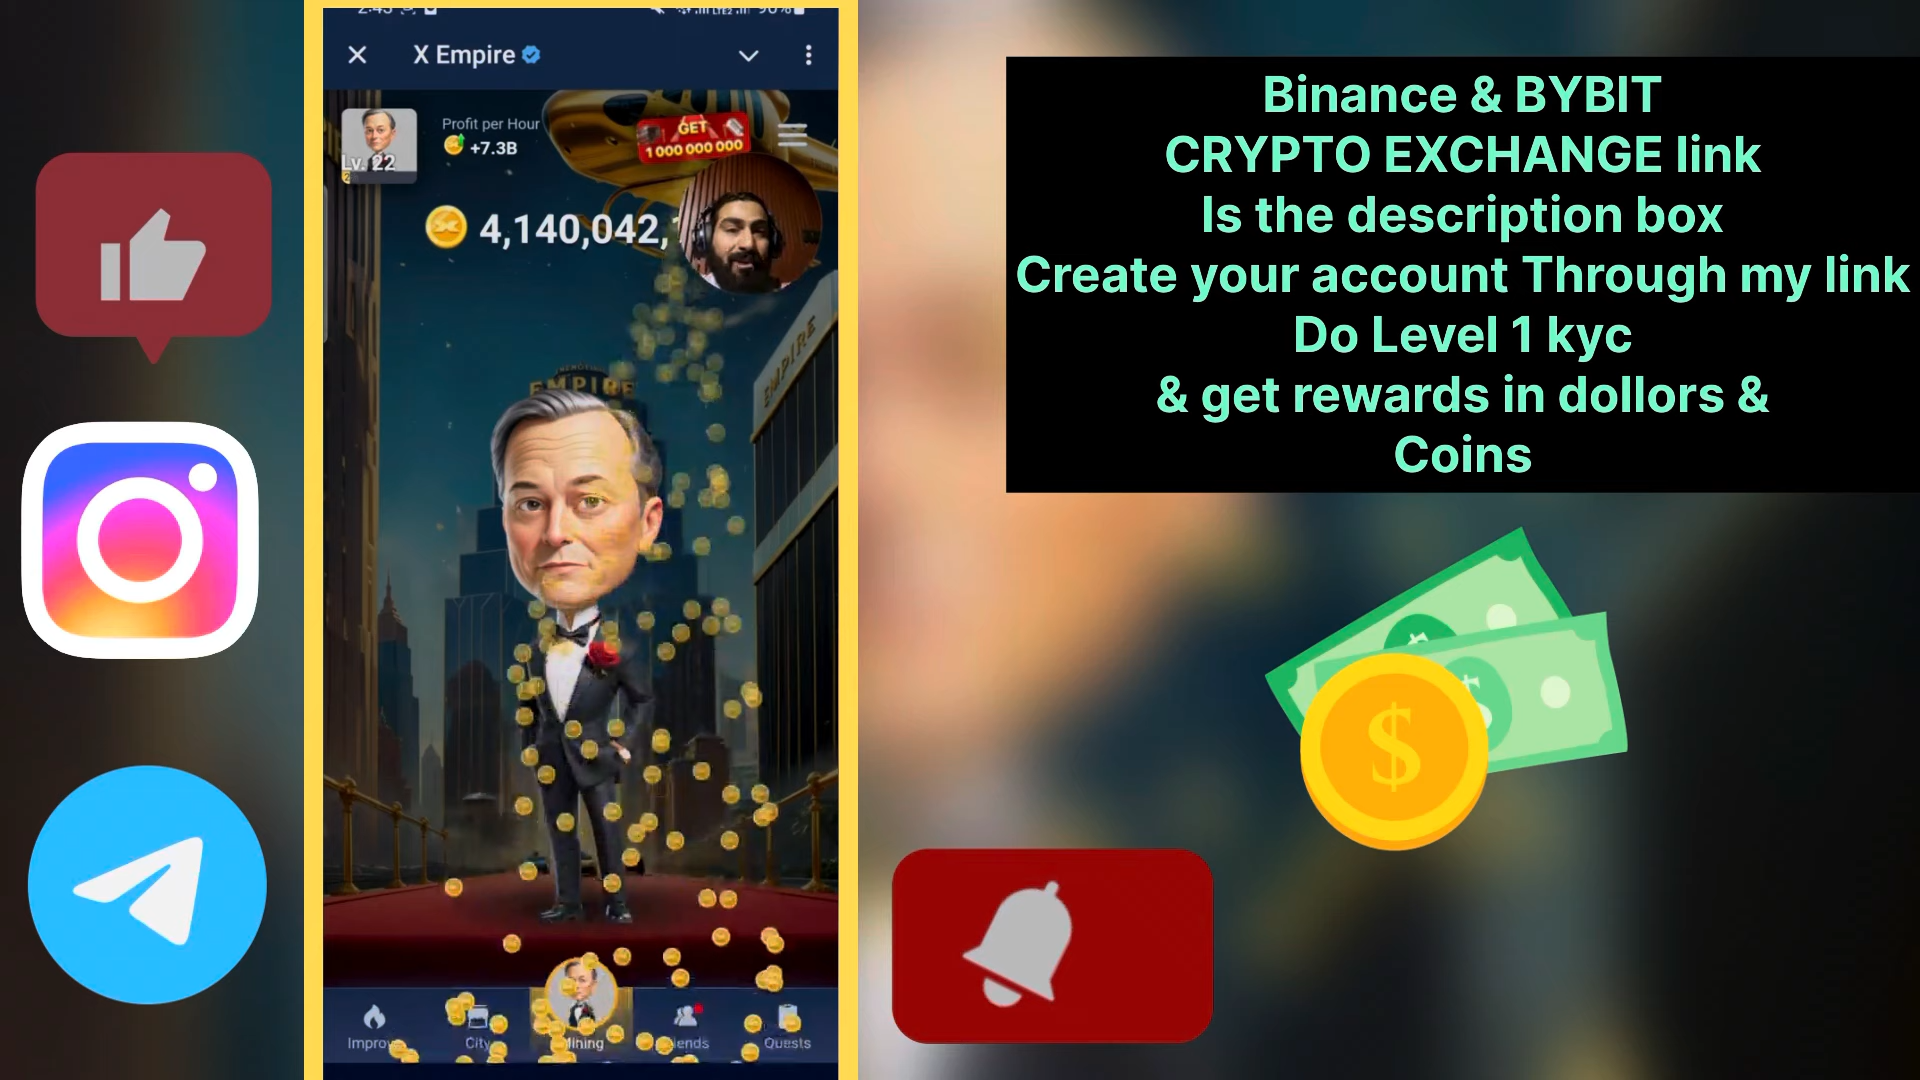 X Empire
Lv. 22
Profit per Hour
+7.3B
GET
1 000 000 000
4,140,042,
EMPIRE
EMPIRE
City
Quests
Binance & BYBIT
CRYPTO EXCHANGE link
Is the description box
Create your account Through my link
Do Level 1 kyc
& get rewards in dollors &
Coins